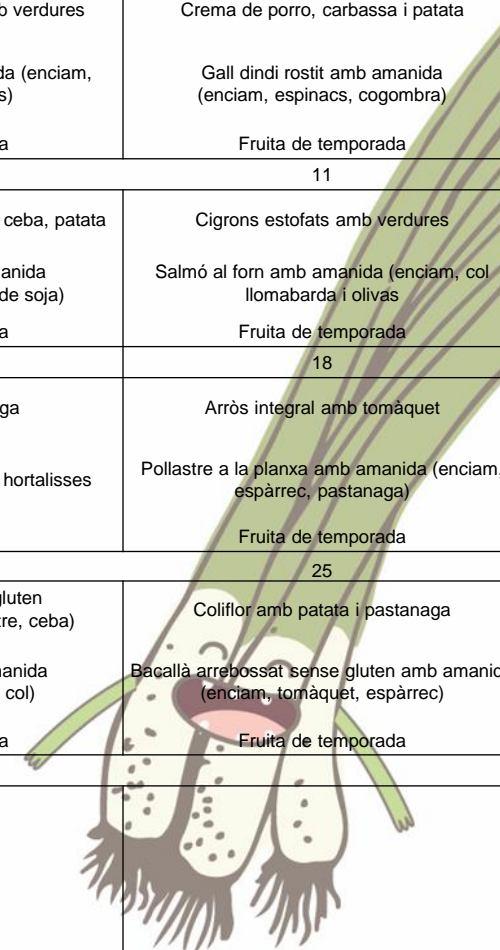 b verdures
Crema de porro, carbassa i patata
da (enciam,
s)
Gall dindi rostit amb amanida
(enciam, espinacs, cogombra)
a
Fruita de temporada
11
ceba, patata
Cigrons estofats amb verdures
anida
de soja)
Salmó al forn amb amanida (enciam, col
llomabarda i olivas
a
Fruita de temporada
18
ga
Arròs integral amb tomàquet
hortalisses
Pollastre a la planxa amb amanida (enciam,
espàrrec, pastanaga)
Fruita de temporada
25
gluten
tre, ceba)
Coliflor amb patata i pastanaga
anida
col)
Bacallà arrebossat sense gluten amb amanid
(enciam, tomàquet, espàrrec)
a
Fruita de temporada